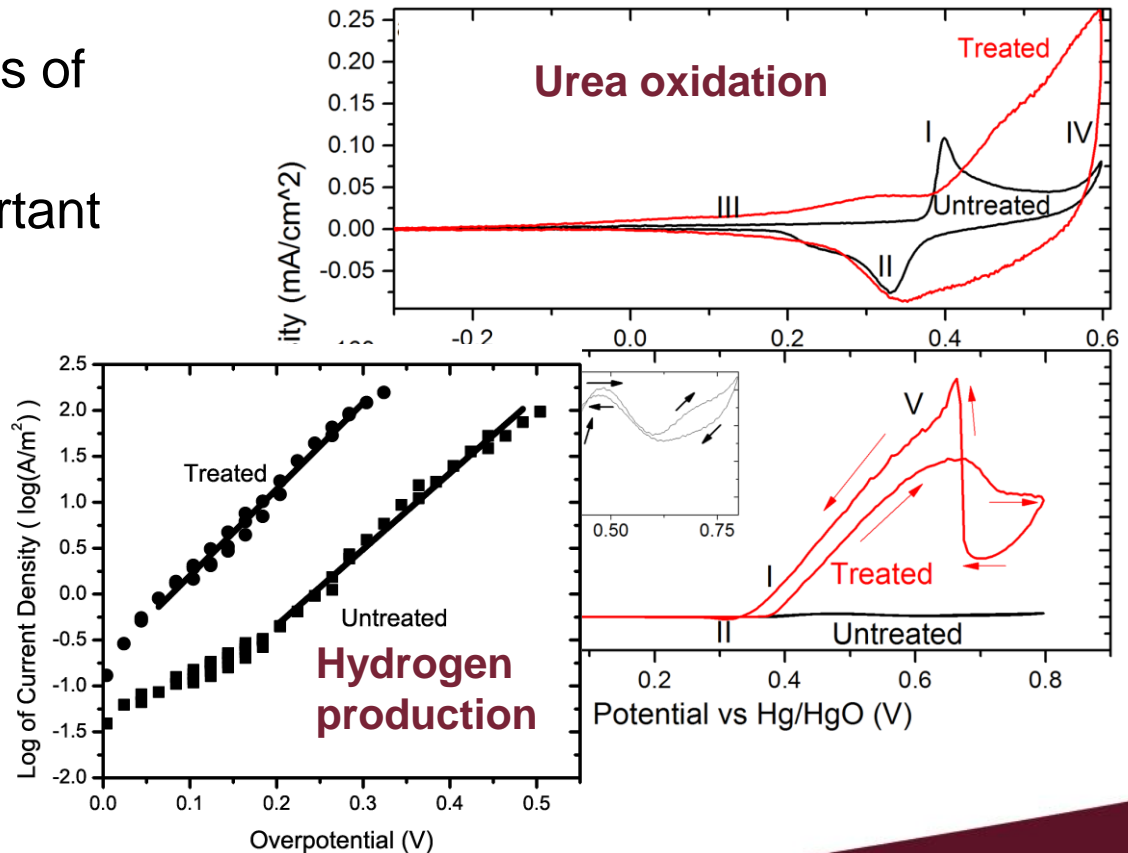 s of
rtant
Urea oxidation
Treated
I
IV
III
Untreated
II
0.25
0.20
0.15
0.10
0.05
0.00
-0.05
ity (mA/cm^2)
-0.2
0.0
0.2
0.4
0.6
V
I
Treated
II
Untreated
0.50
0.75
0.2
0.4
0.6
0.8
Potential vs Hg/HgO (V)
2.5
2.0
1.5
1.0
0.5
0.0
-0.5
-1.0
-1.5
-2.0
Log of Current Density ( log(A/m²) )
Treated
Untreated
Hydrogen
production
0.0
0.1
0.2
0.3
0.4
0.5
Overpotential (V)